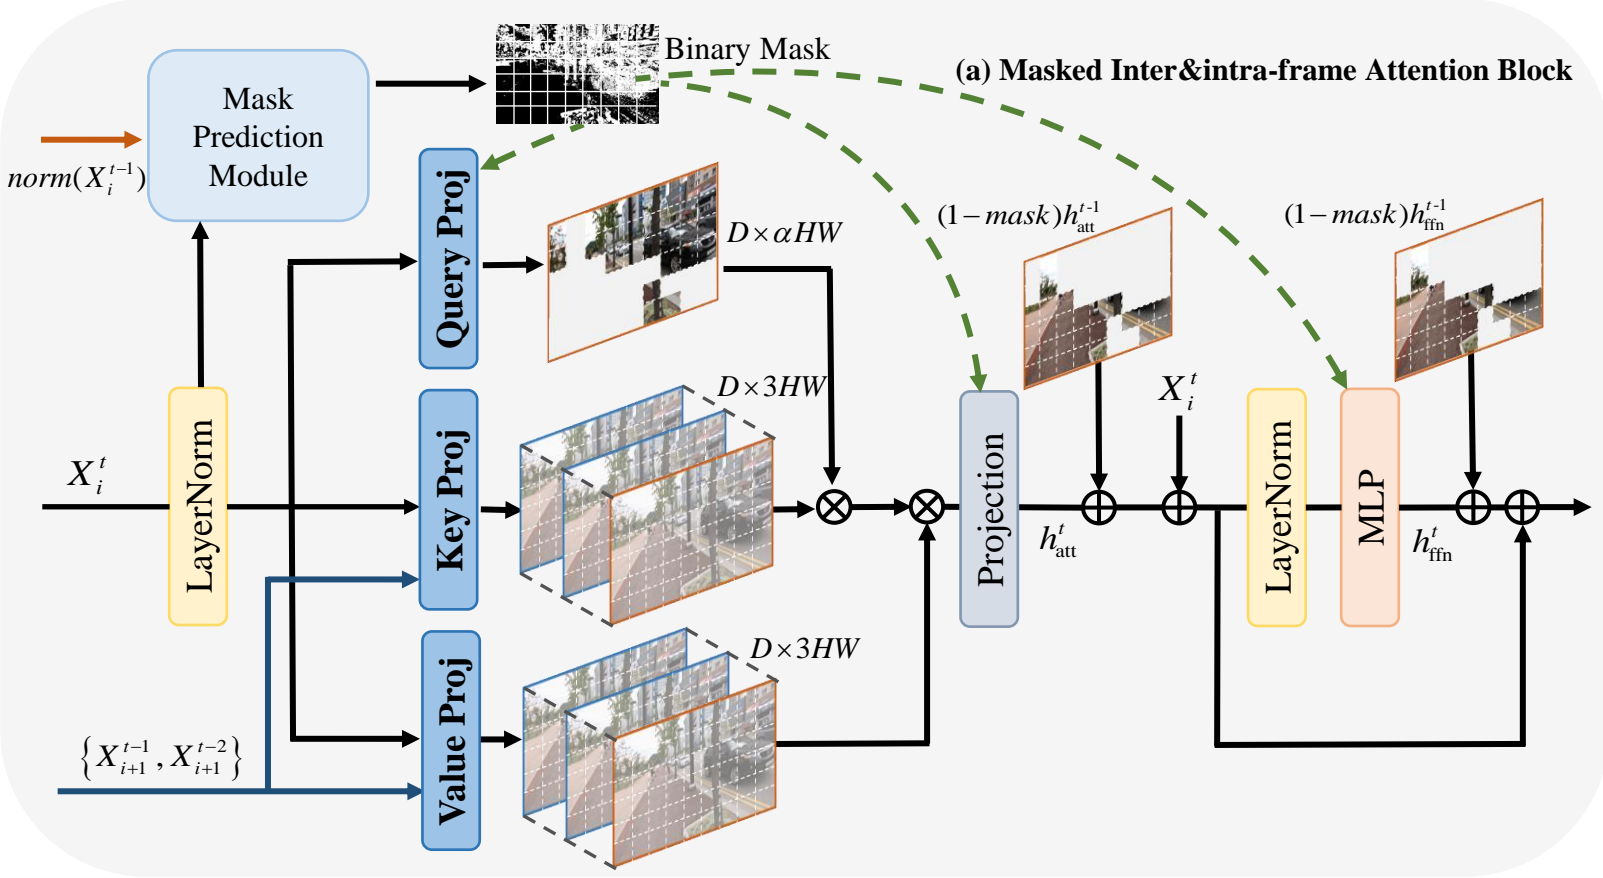 Binary Mask
(a) Masked Inter&intra-frame Attention Block
Mask
Prediction
Module
norm(X_i^{t-1})
Query Proj
D×αHW
(1−mask)h_att^{t-1}
(1−mask)h_ffn^{t-1}
D×3HW
X_i^t
X_i^t
LayerNorm
Key Proj
Projection
h_att^t
LayerNorm
MLP
h_ffn^t
D×3HW
Value Proj
{X_{i+1}^{t-1}, X_{i+1}^{t-2}}